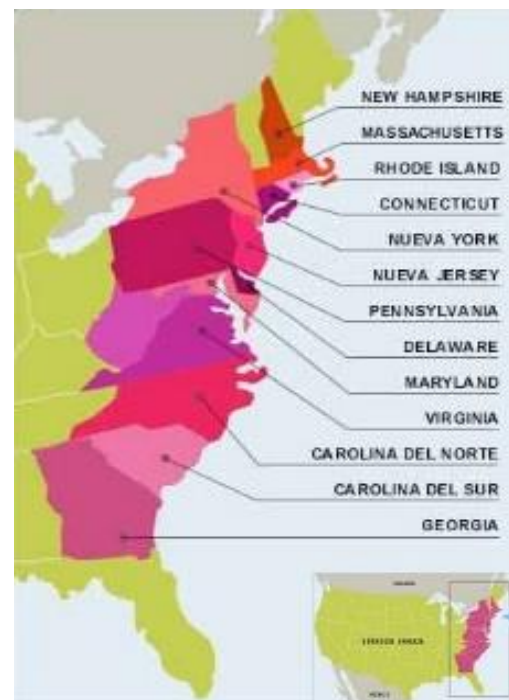 NEW HAMPSHIRE
MASSACHUSETTS
RHODE ISLAND
CONNECTICUT
NUEVA YORK
NUEVA JERSEY
PENNSYLVANIA
DELAWARE
MARYLAND
VIRGINIA
CAROLINA DEL NORTE
CAROLINA DEL SUR
GEORGIA